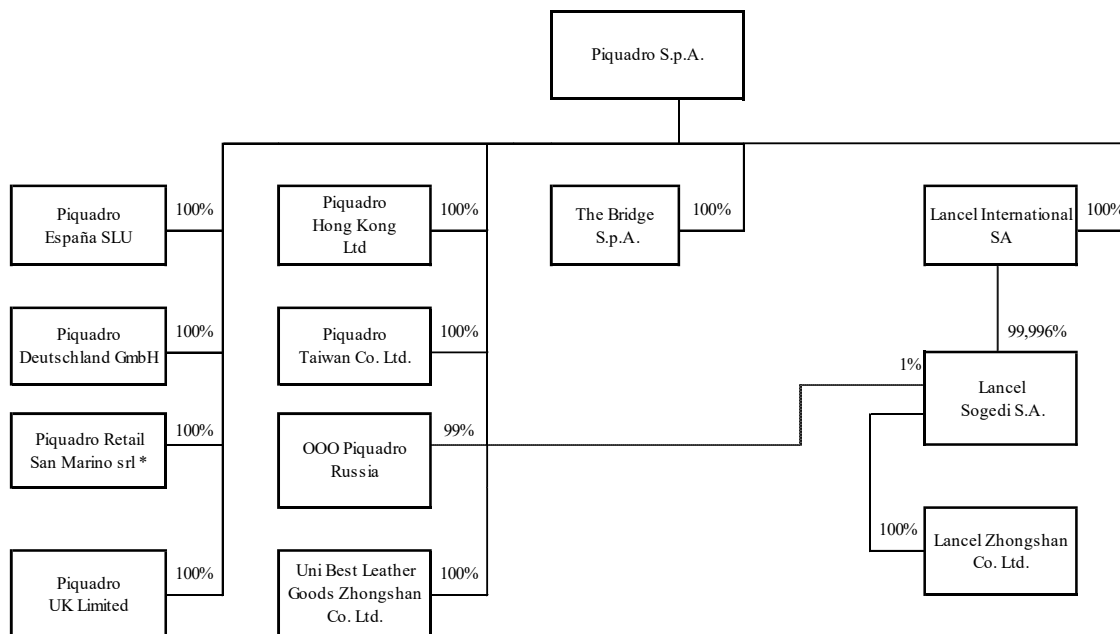 Piquadro S.p.A.
Piquadro
España SLU
100%
Piquadro
Hong Kong
Ltd
100%
The Bridge
S.p.A.
100%
Lancel International
SA
100%
Piquadro
Deutschland GmbH
100%
Piquadro
Taiwan Co. Ltd.
100%
99,996%
1%
Lancel
Sogedi S.A.
Piquadro Retail
San Marino srl *
100%
OOO Piquadro
Russia
99%
Piquadro
UK Limited
100%
Uni Best Leather
Goods Zhongshan
Co. Ltd.
100%
100%
Lancel Zhongshan
Co. Ltd.